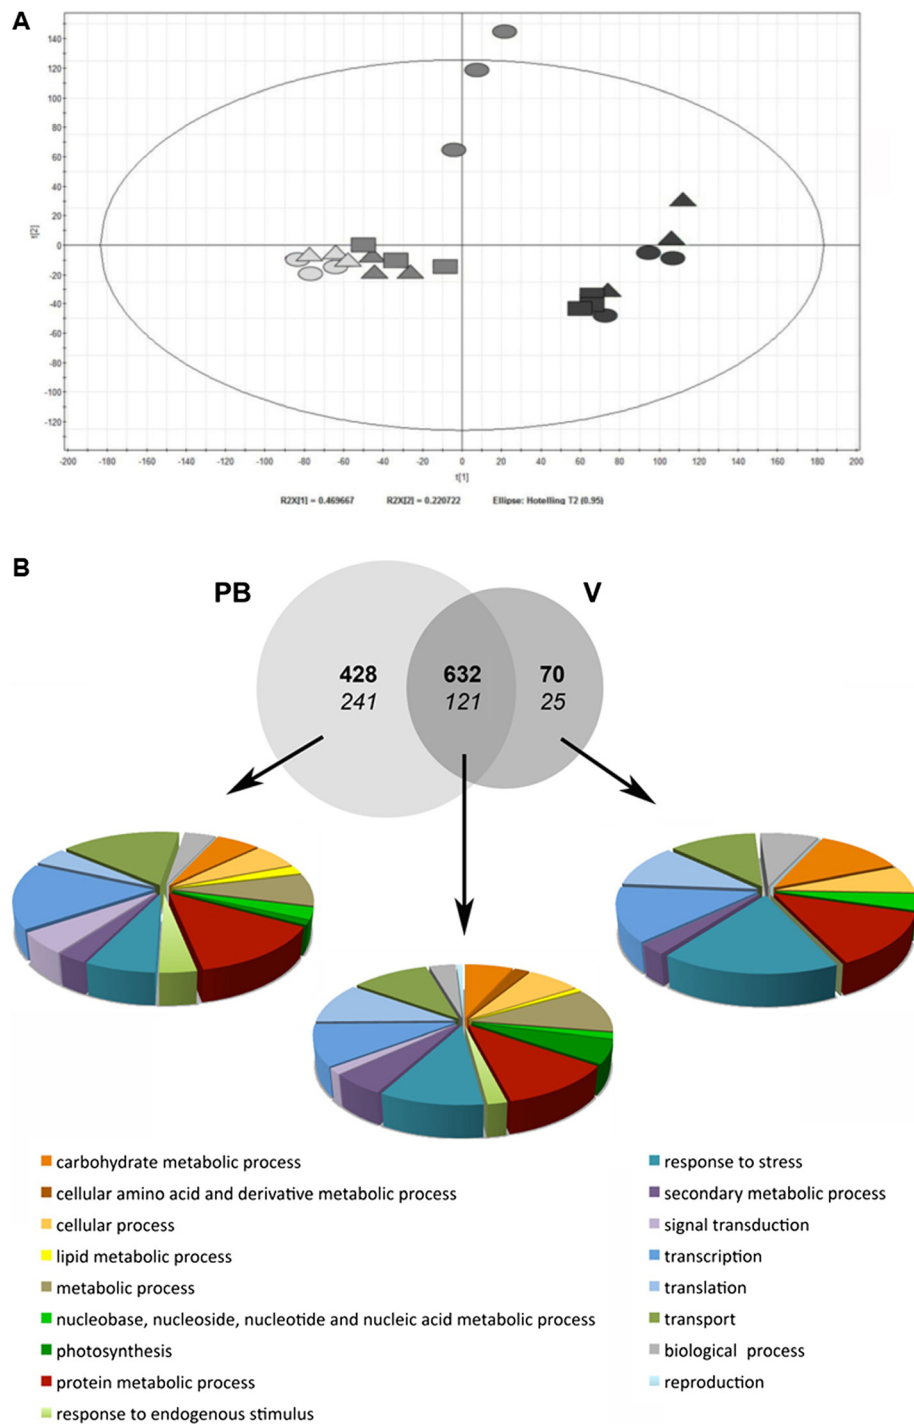 A
140
120
100
80
60
40
20
0
-20
-40
-60
-80
-100
-120
t[2]
-200 -180 -160 -140 -120 -100 -80 -60 -40 -20 0 20 40 60 80 100 120 140 160 180 200
t[1]
R2X[1] = 0.469667 R2X[2] = 0.220722 Ellipse: Hotelling T2 (0.95)
B
PB V
428 632 70
241 121 25
carbohydrate metabolic process
cellular amino acid and derivative metabolic process
cellular process
lipid metabolic process
metabolic process
nucleobase, nucleoside, nucleotide and nucleic acid metabolic process
photosynthesis
protein metabolic process
response to endogenous stimulus
response to stress
secondary metabolic process
signal transduction
transcription
translation
transport
biological process
reproduction